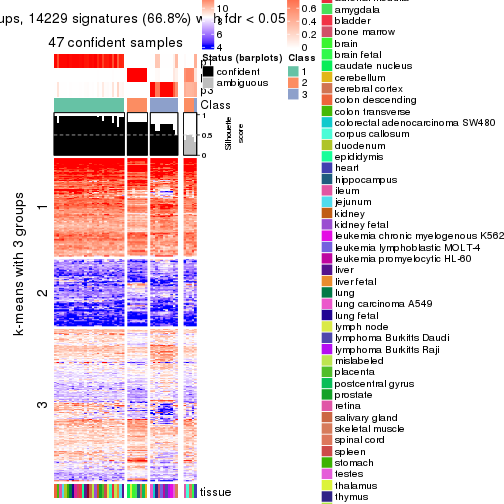 ups, 14229 signatures (66.8%) with fdr < 0.05
47 confident samples
p3
Class
1
0.5
0
Silhouette
score
k-means with 3 groups
1
2
3
tissue
10
8
6
4
Status (barplots)
confident
ambiguous
0.6
0.4
0.2
0
Class
1
2
3
amygdala
bladder
bone marrow
brain
brain fetal
caudate nucleus
cerebellum
cerebral cortex
colon descending
colon transverse
colorectal adenocarcinoma SW480
corpus callosum
duodenum
epididymis
heart
hippocampus
ileum
jejunum
kidney
kidney fetal
leukemia chronic myelogenous K562
leukemia lymphoblastic MOLT-4
leukemia promyelocytic HL-60
liver
liver fetal
lung
lung carcinoma A549
lung fetal
lymph node
lymphoma Burkitts Daudi
lymphoma Burkitts Raji
mislabeled
placenta
postcentral gyrus
prostate
retina
salivary gland
skeletal muscle
spinal cord
spleen
stomach
testes
thalamus
thymus